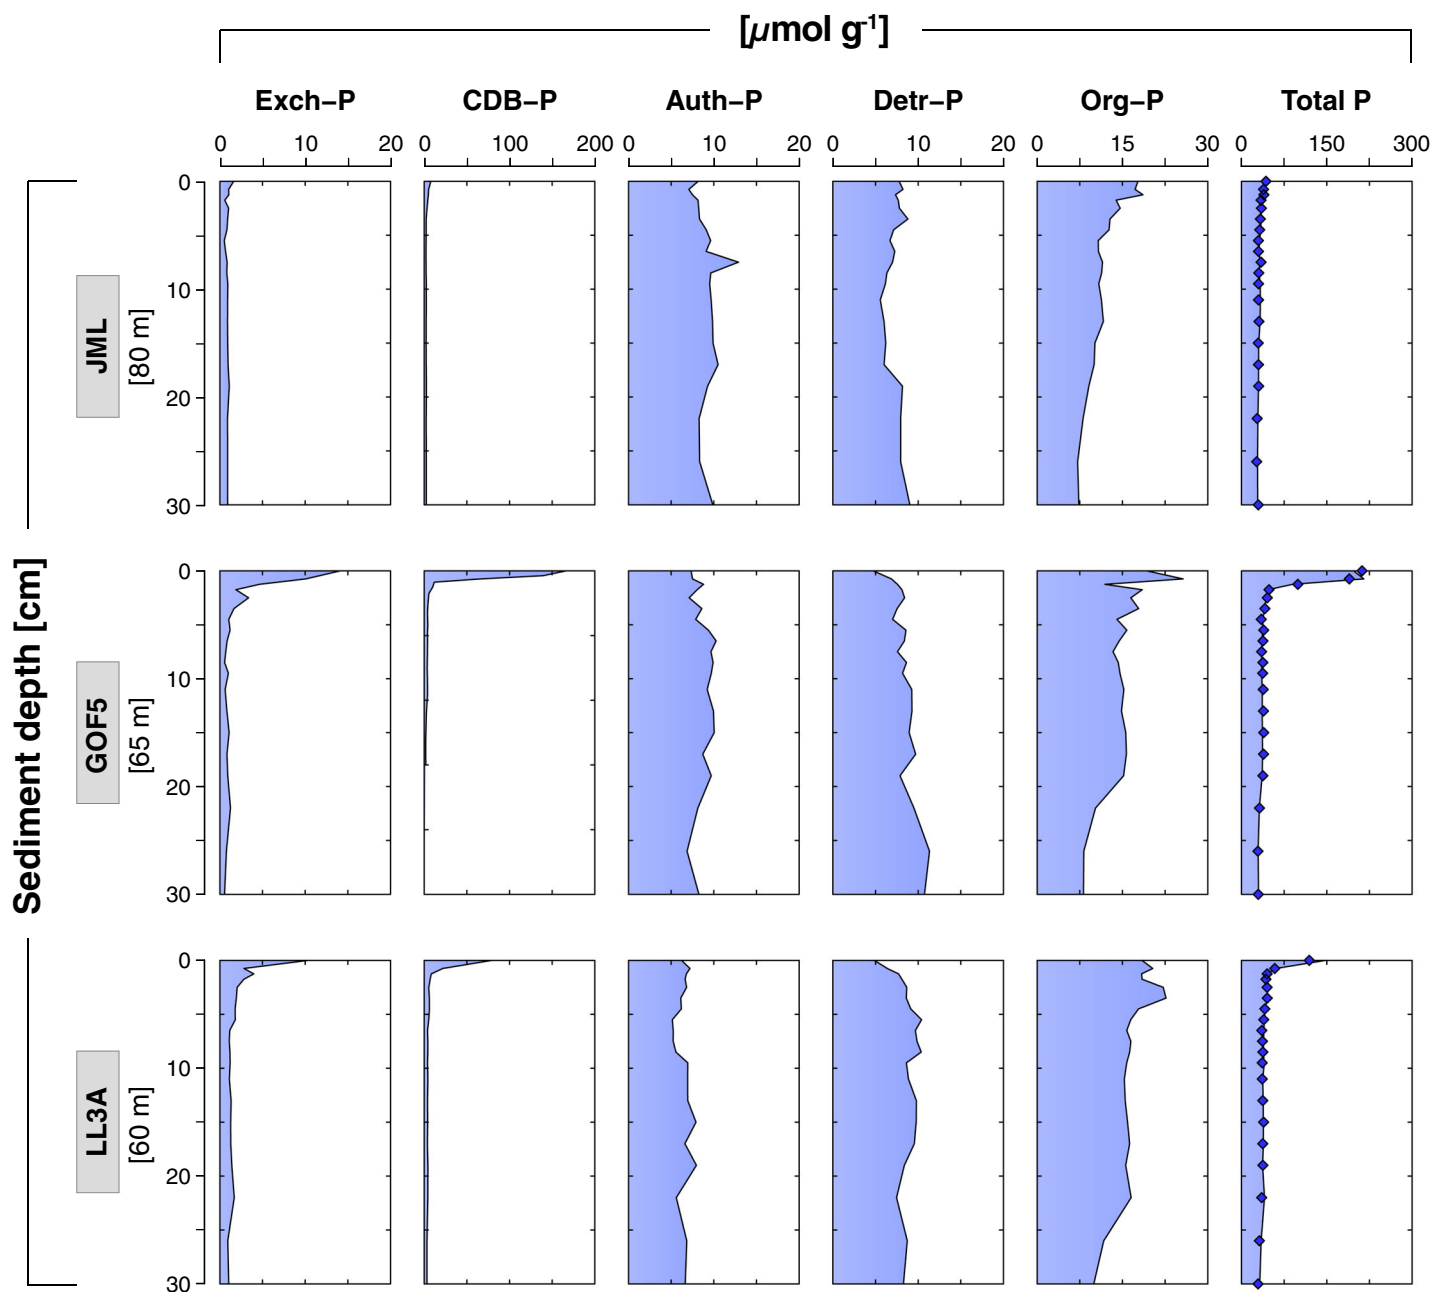 [µmol g-1]
Exch–P CDB–P Auth–P Detr–P Org–P Total P
0 10 20 0 100 200 0 10 20 0 10 20 0 15 30 0 150 300
Sediment depth [cm]
JML
[80 m]
0
10
20
30
GOF5
[65 m]
0
10
20
30
LL3A
[60 m]
0
10
20
30